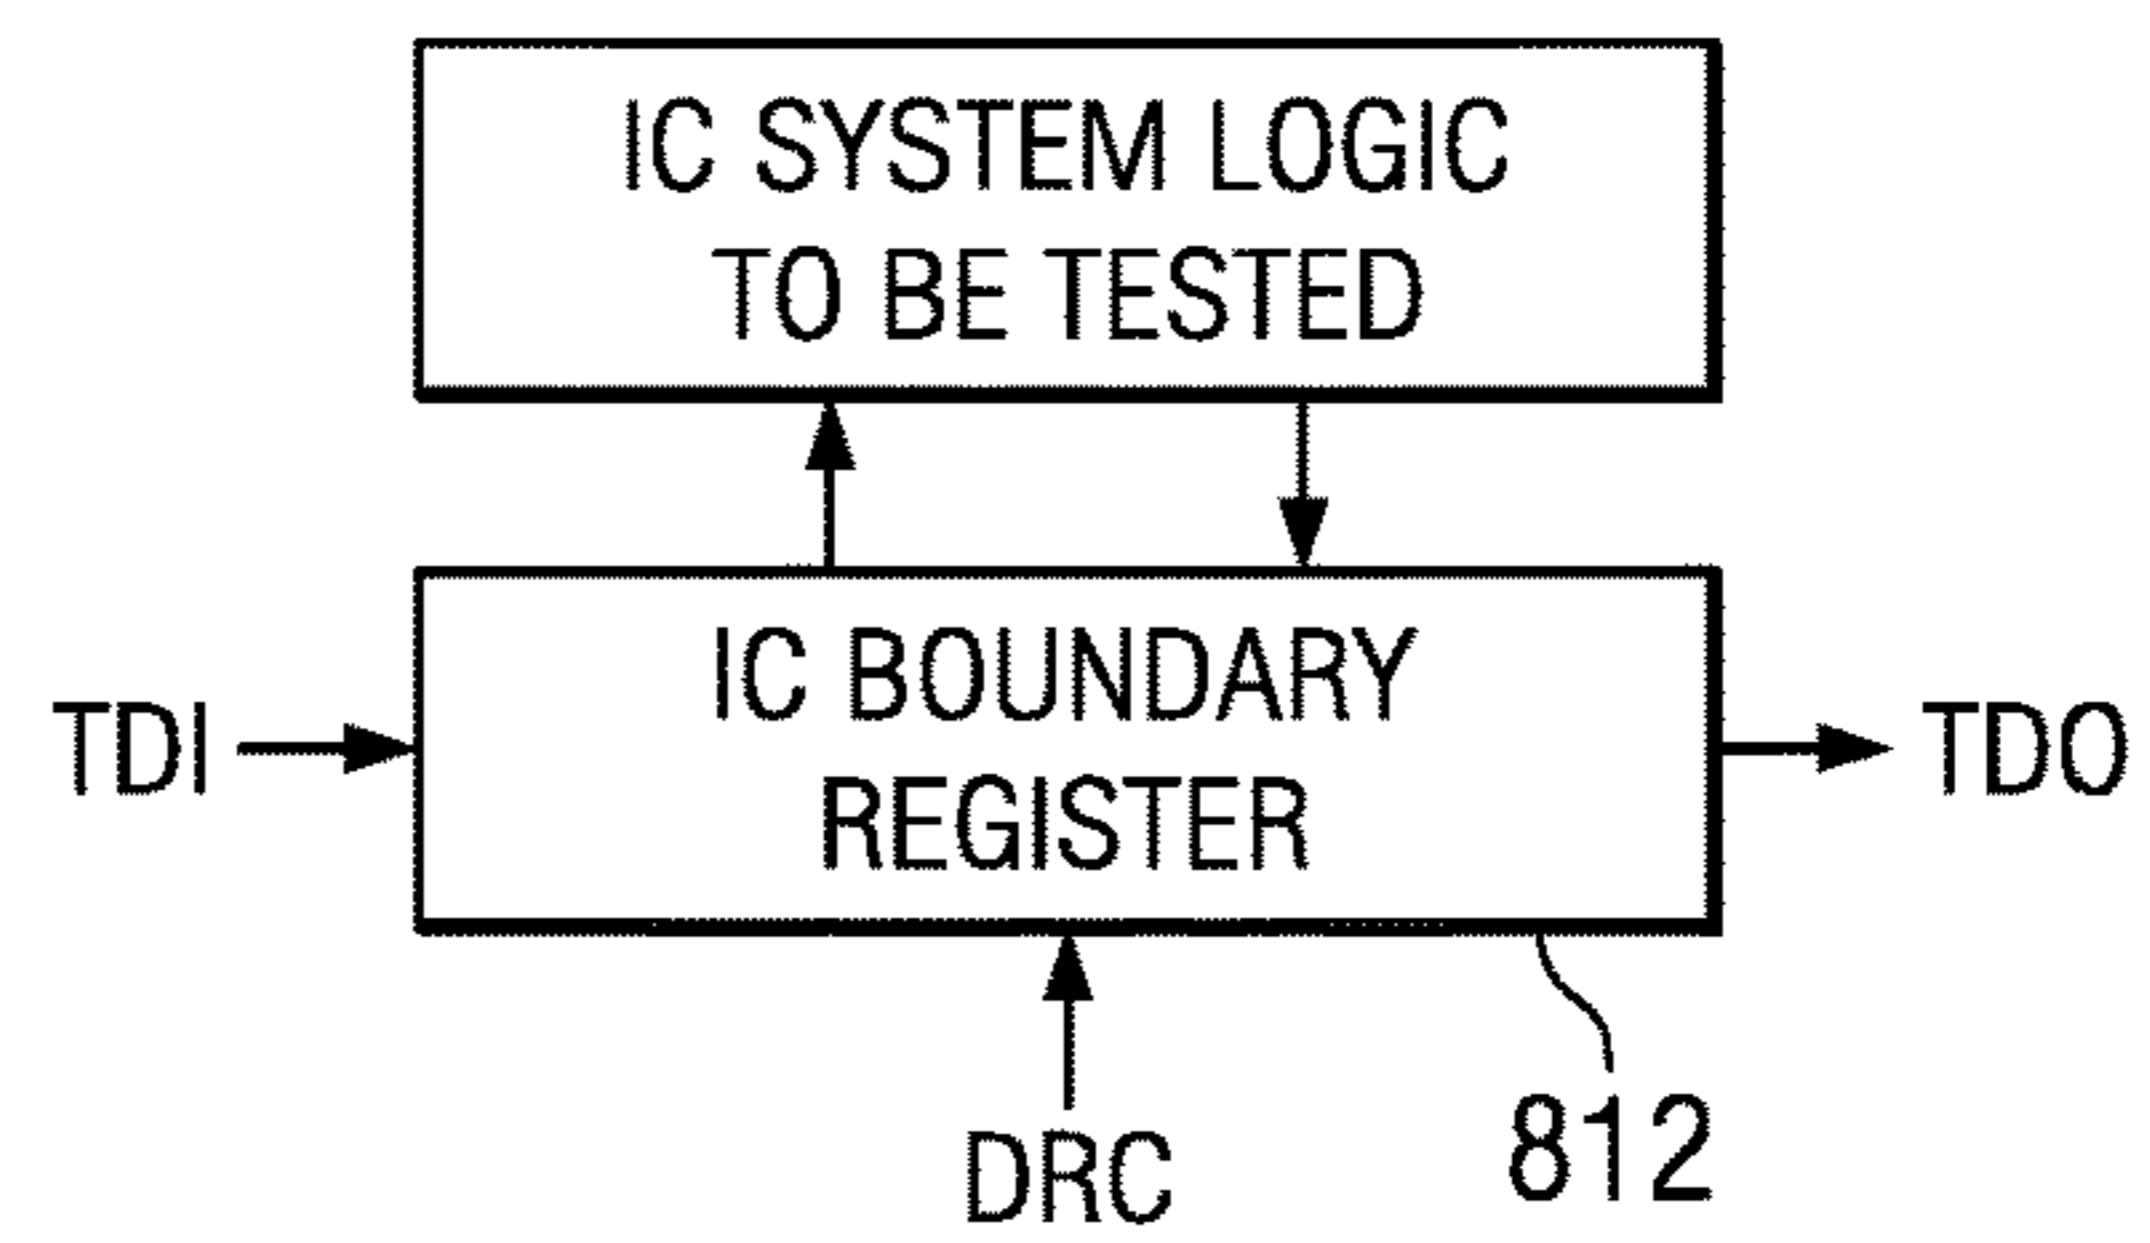 IC SYSTEM LOGIC
TO BE TESTED
IC BOUNDARY
REGISTER
TDI
TDO
DRC
812